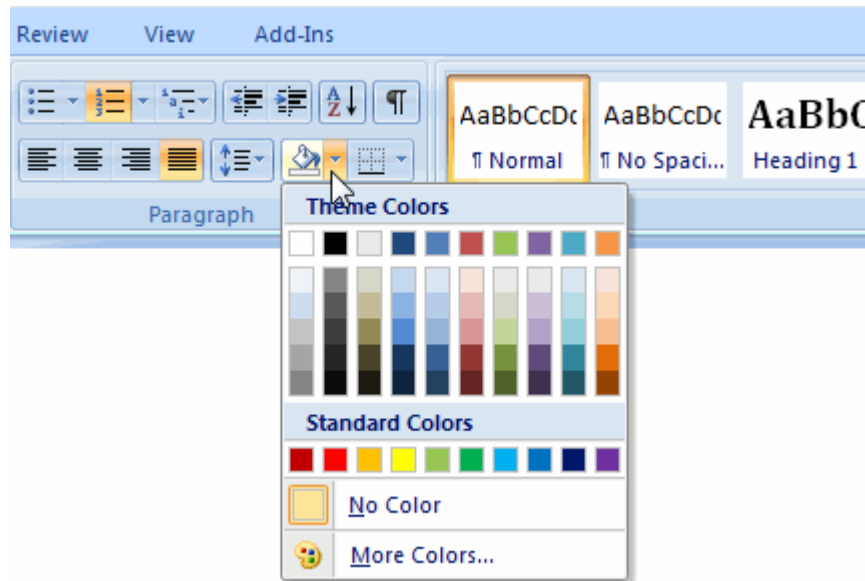 Review View Add-Ins
AaBbCcDc AaBbCcDc AaBbC
¶ Normal ¶ No Spaci... Heading 1
Paragraph
Theme Colors
Standard Colors
No Color
More Colors...